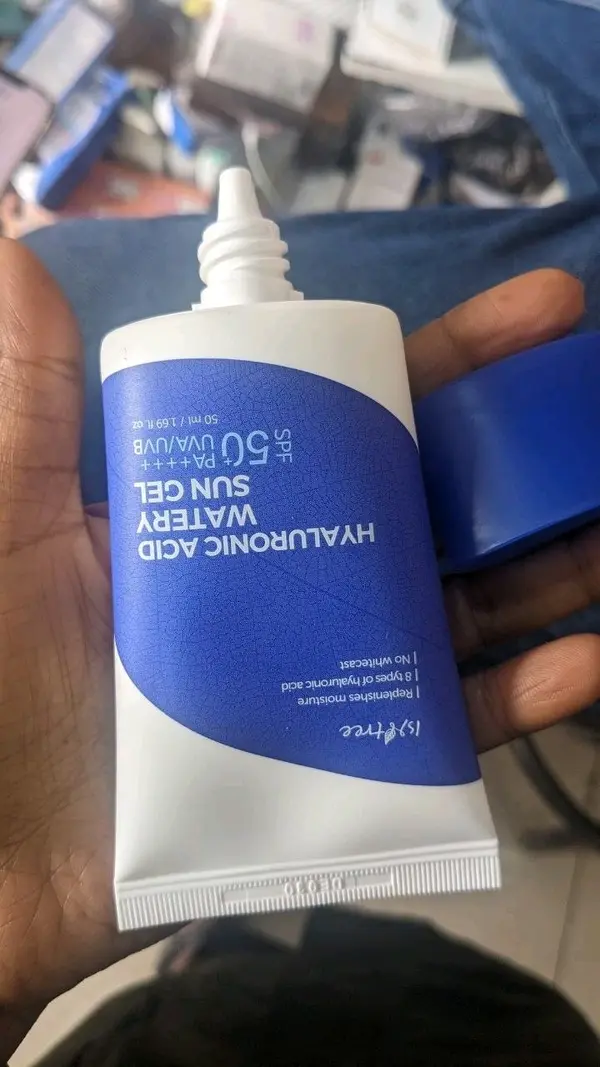 Isntree
| Replenishes moisture
| 8 types of hyaluronic acid
| No whitecast
HYALURONIC ACID
WATERY
SUN GEL
SPF 50+ PA++++
UVA/UVB
50 ml / 1.69 fl. oz